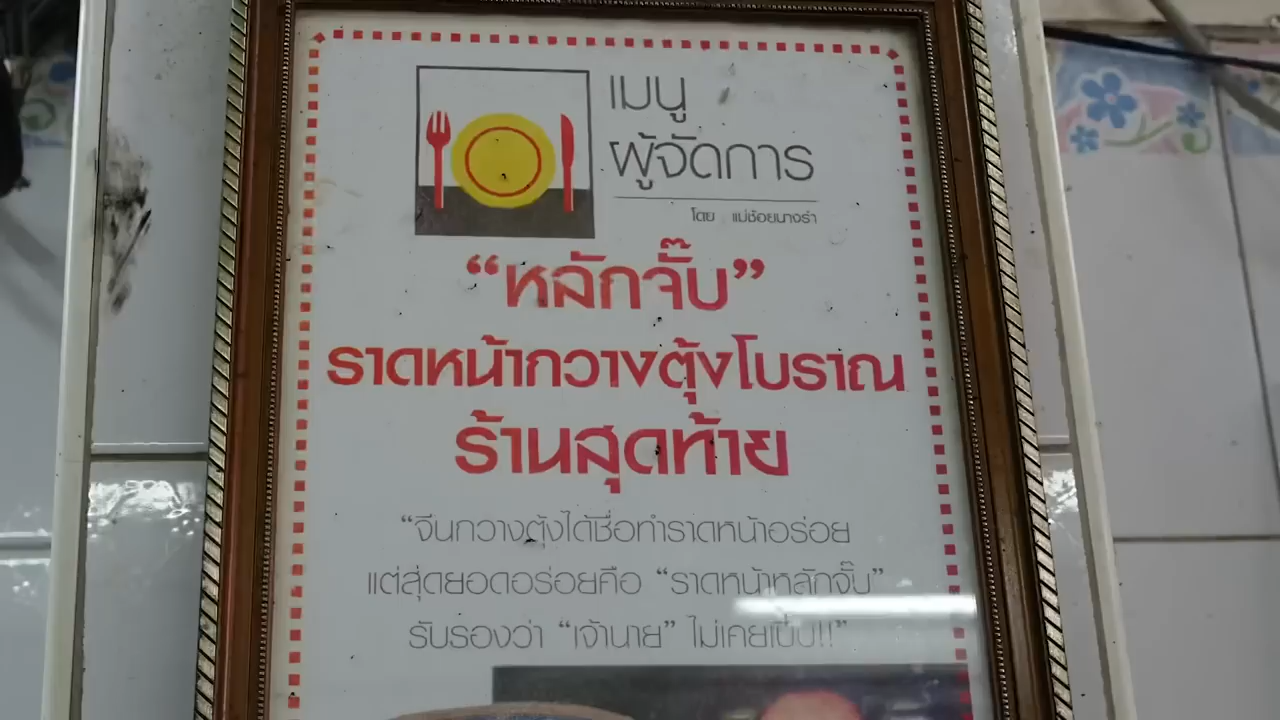 เมนู
ผู้จัดการ
โดย แม่ช้อยนางรำ
“หลักจั๊บ”
ราดหน้ากวางตุ้งโบราณ
ร้านสุดท้าย
“จีนกวางตุ้งได้ชื่อทำราดหน้าอร่อย
แต่สุ่ดยอดอร่อยคือ “ราดหน้าหลักจั๊บ”
รับรองว่า “เจ้านาย” ไม่เคยเปิ๊บ!!”